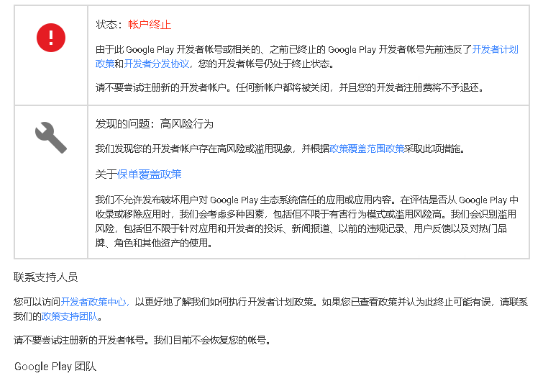 状态：帐户终止
由于此 Google Play 开发者帐号或相关的、之前已终止的 Google Play 开发者帐号先前违反了开发者计划
政策和开发者分发协议，您的开发者帐号仍处于终止状态。
请不要尝试注册新的开发者帐户。任何新帐户都将被关闭，并且您的开发者注册费将不予退还。
发现的问题：高风险行为
我们发现您的开发者帐户存在高风险或滥用现象，并根据政策覆盖范围政策采取此项措施。
关于保单覆盖政策
我们不允许发布破坏用户对 Google Play 生态系统信任的应用或应用内容。在评估是否从 Google Play 中
收录或移除应用时，我们会考虑多种因素，包括但不限于有害行为模式或滥用风险高。我们会识别滥用
风险，包括但不限于针对应用和开发者的投诉、新闻报道、以前的违规记录、用户反馈以及对热门品
牌、角色和其他资产的使用。
联系支持人员
您可以访问开发者政策中心，以更好地了解我们如何执行开发者计划政策。如果您已查看政策并认为此终止可能有误，请联系
我们的政策支持团队。
请不要尝试注册新的开发者帐号。我们目前不会恢复您的帐号。
Google Play 团队